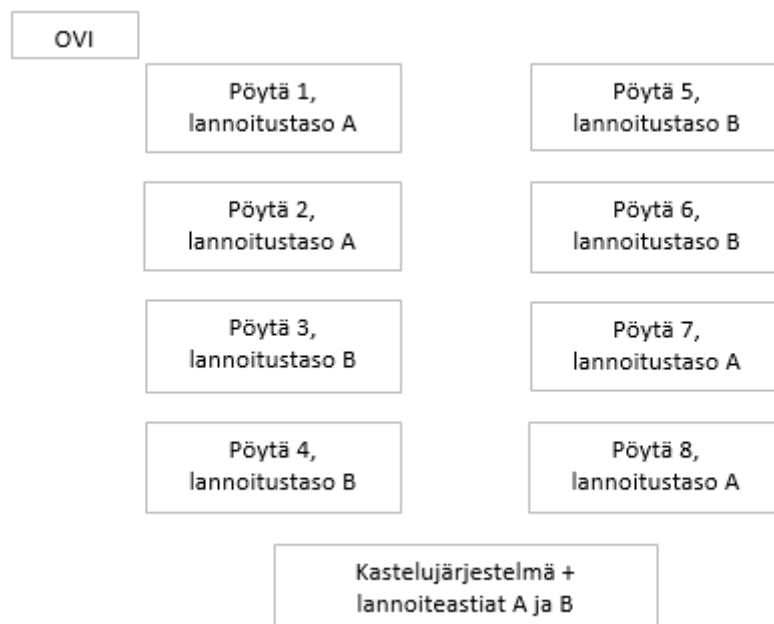 OVI
Pöytä 1,
lannoitustaso A
Pöytä 5,
lannoitustaso B
Pöytä 2,
lannoitustaso A
Pöytä 6,
lannoitustaso B
Pöytä 3,
lannoitustaso B
Pöytä 7,
lannoitustaso A
Pöytä 4,
lannoitustaso B
Pöytä 8,
lannoitustaso A
Kastelujärjestelmä +
lannoiteastiat A ja B